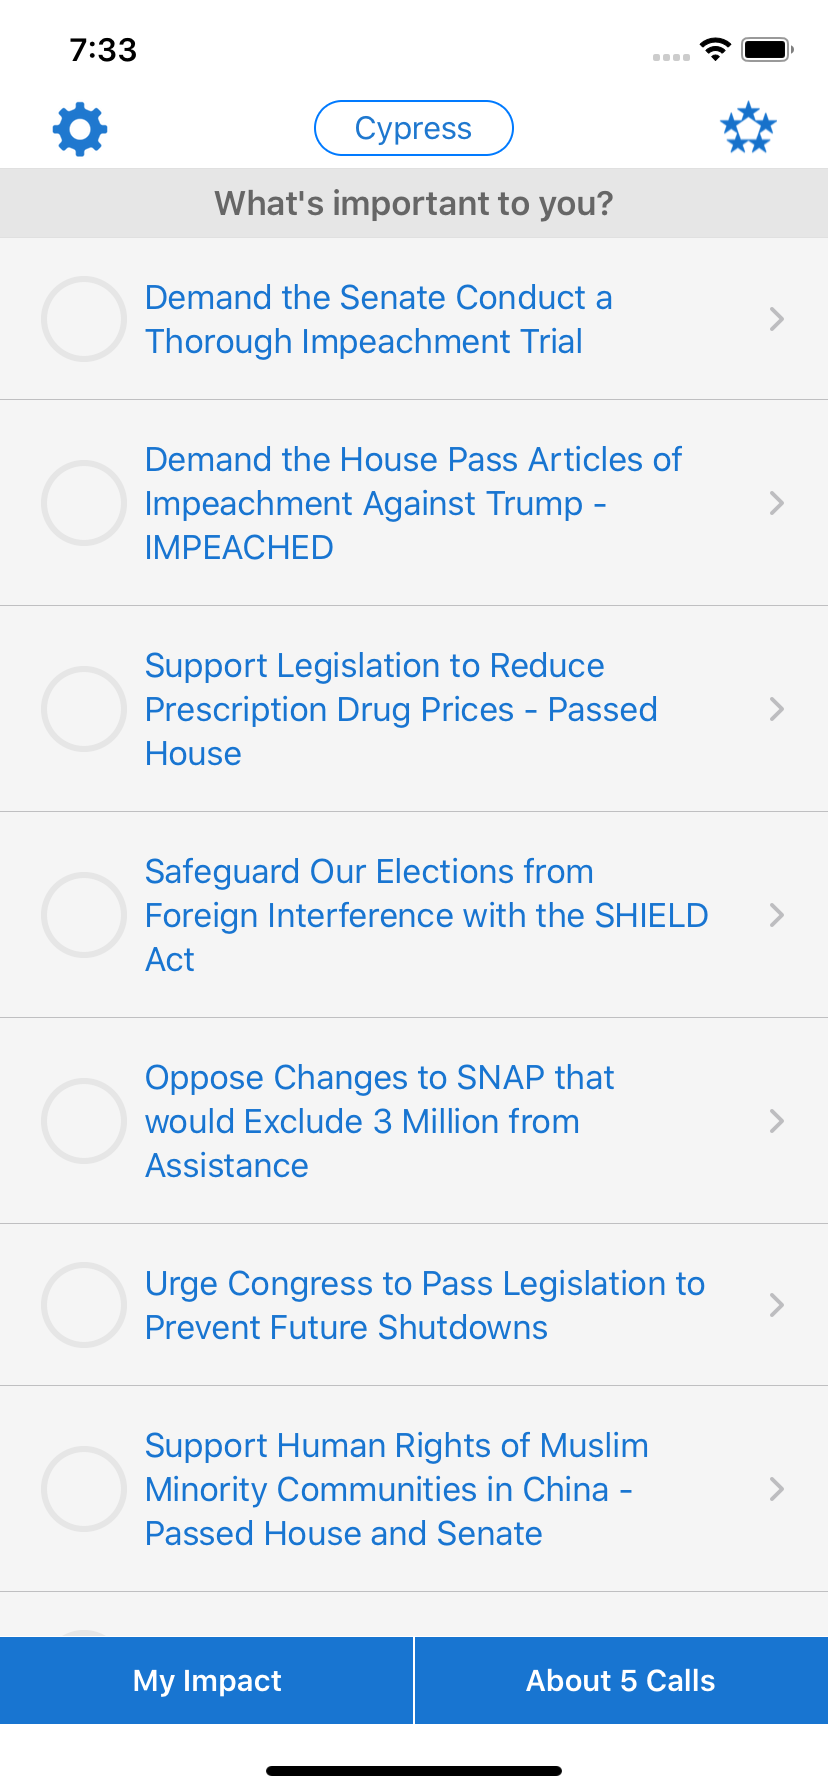 7:33
Cypress
What's important to you?
Demand the Senate Conduct a
Thorough Impeachment Trial
Demand the House Pass Articles of
Impeachment Against Trump -
IMPEACHED
Support Legislation to Reduce
Prescription Drug Prices - Passed
House
Safeguard Our Elections from
Foreign Interference with the SHIELD
Act
Oppose Changes to SNAP that
would Exclude 3 Million from
Assistance
Urge Congress to Pass Legislation to
Prevent Future Shutdowns
Support Human Rights of Muslim
Minority Communities in China -
Passed House and Senate
My Impact
About 5 Calls